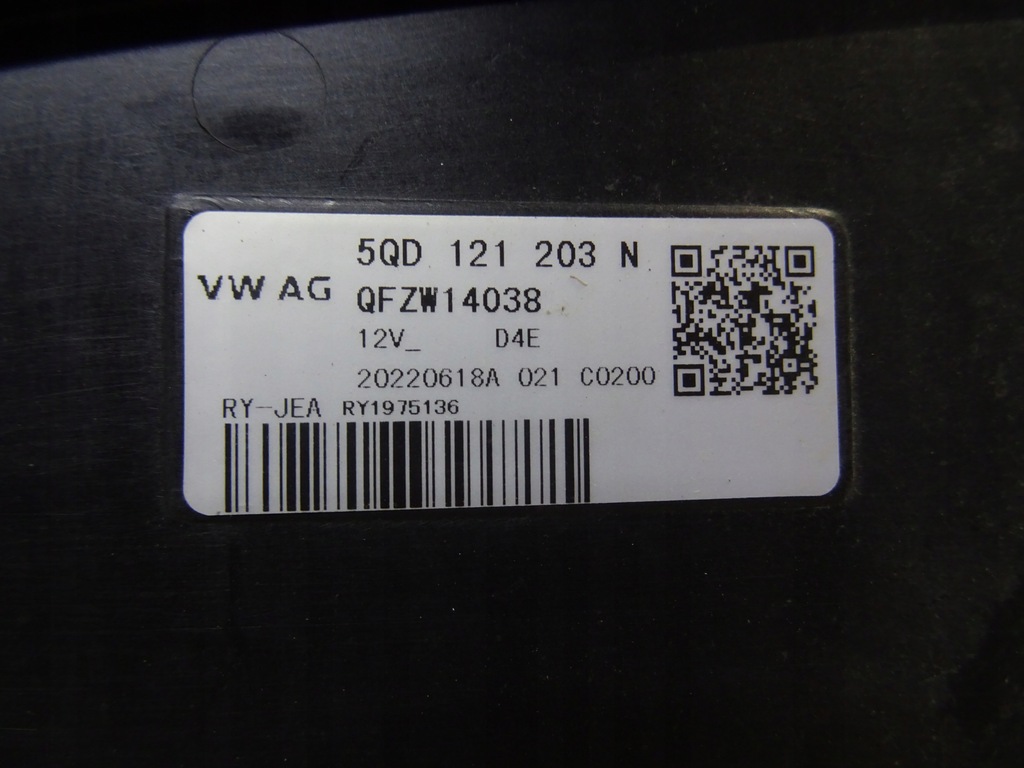 5QD 121 203 N
VW AG
QFZW14038
12V_ D4E
20220618A 021 C0200
RY-JEA RY1975136